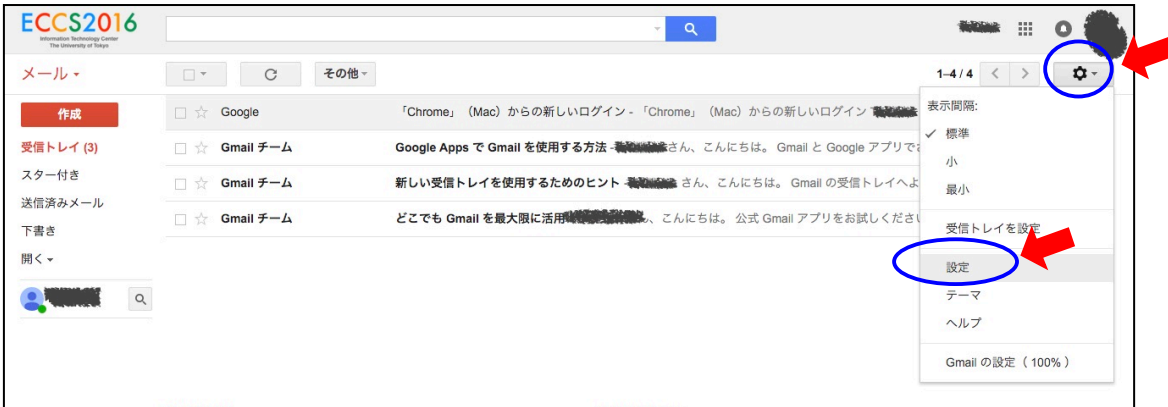 ECCS2016
Information Technology Center
The University of Tokyo
メール
その他
1–4 / 4
作成
受信トレイ (3)
スター付き
送信済みメール
下書き
開く
Google 「Chrome」(Mac)からの新しいログイン - 「Chrome」(Mac)からの新しいログイン
Gmail チーム Google Apps で Gmail を使用する方法 - さん、こんにちは。 Gmail と Google アプリで
Gmail チーム 新しい受信トレイを使用するためのヒント - さん、こんにちは。 Gmail の受信トレイへよ
Gmail チーム どこでも Gmail を最大限に活用 、こんにちは。 公式 Gmail アプリをお試しくださ
表示間隔:
標準
小
最小
受信トレイを設定
設定
テーマ
ヘルプ
Gmail の設定(100%)